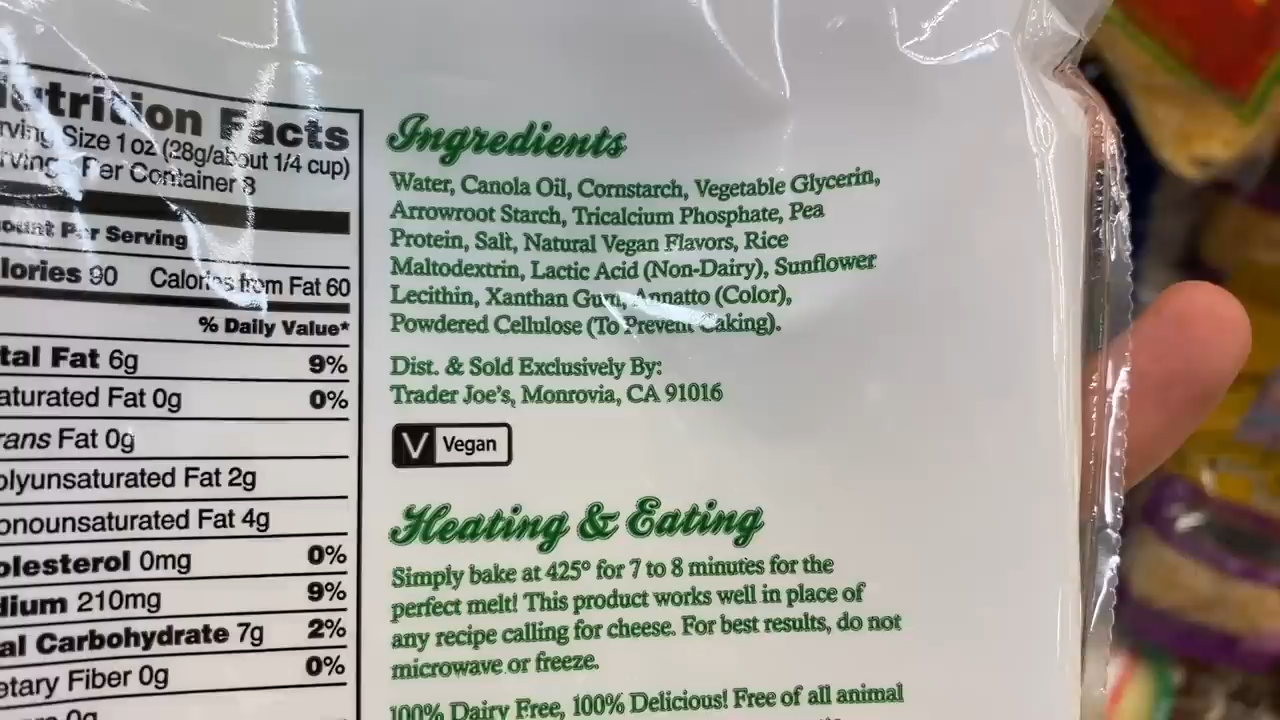 Nutrition Facts
rving Size 1 oz (28g/about 1/4 cup)
rvings Per Container 8
ount Per Serving
lories 90 Calories from Fat 60
% Daily Value*
tal Fat 6g 9%
aturated Fat 0g 0%
rans Fat 0g
olyunsaturated Fat 2g
onounsaturated Fat 4g
olesterol 0mg 0%
dium 210mg 9%
al Carbohydrate 7g 2%
etary Fiber 0g 0%
0g
Ingredients
Water, Canola Oil, Cornstarch, Vegetable Glycerin,
Arrowroot Starch, Tricalcium Phosphate, Pea
Protein, Salt, Natural Vegan Flavors, Rice
Maltodextrin, Lactic Acid (Non-Dairy), Sunflower
Lecithin, Xanthan Gum, Annatto (Color),
Powdered Cellulose (To Prevent Caking).
Dist. & Sold Exclusively By:
Trader Joe's, Monrovia, CA 91016
V Vegan
Heating & Eating
Simply bake at 425° for 7 to 8 minutes for the
perfect melt! This product works well in place of
any recipe calling for cheese. For best results, do not
microwave or freeze.
100% Dairy Free, 100% Delicious! Free of all animal